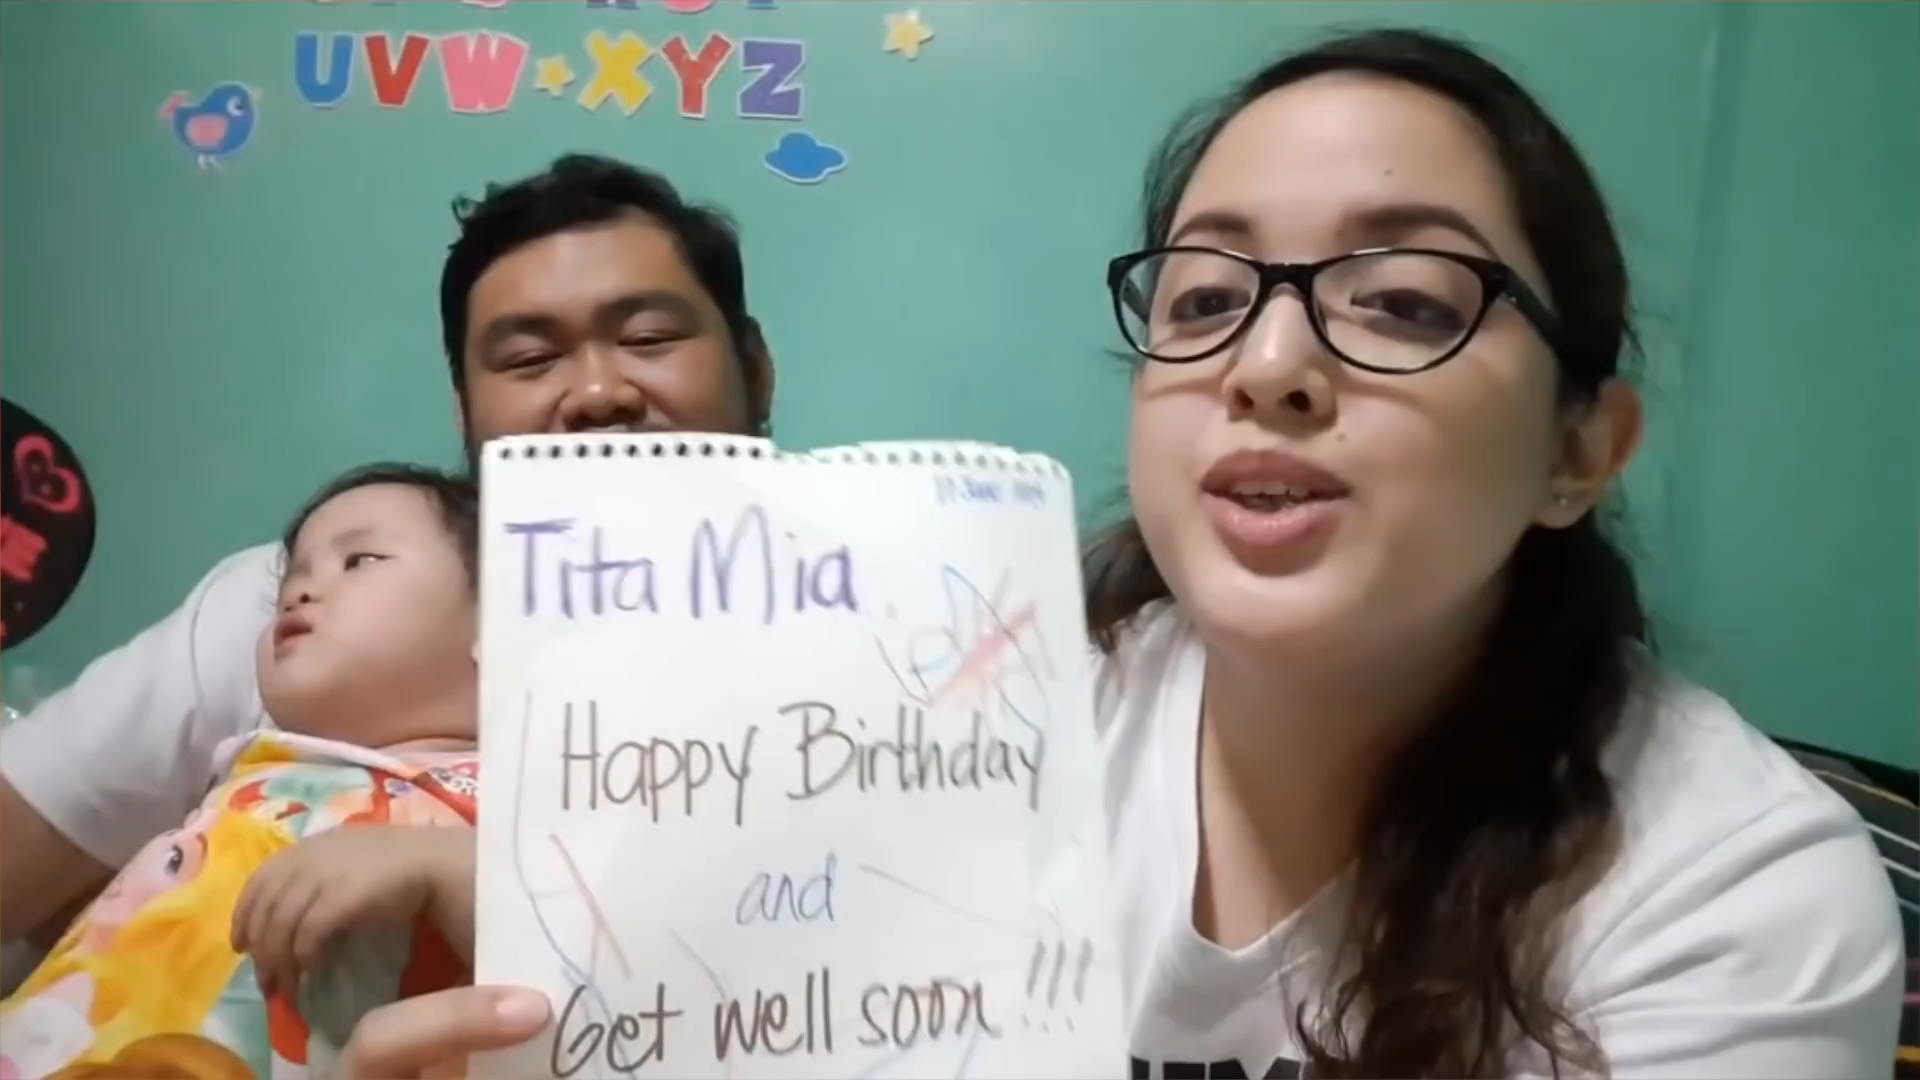 UVW XYZ
Tita Mia
Happy Birthday
and
Get well soon !!!